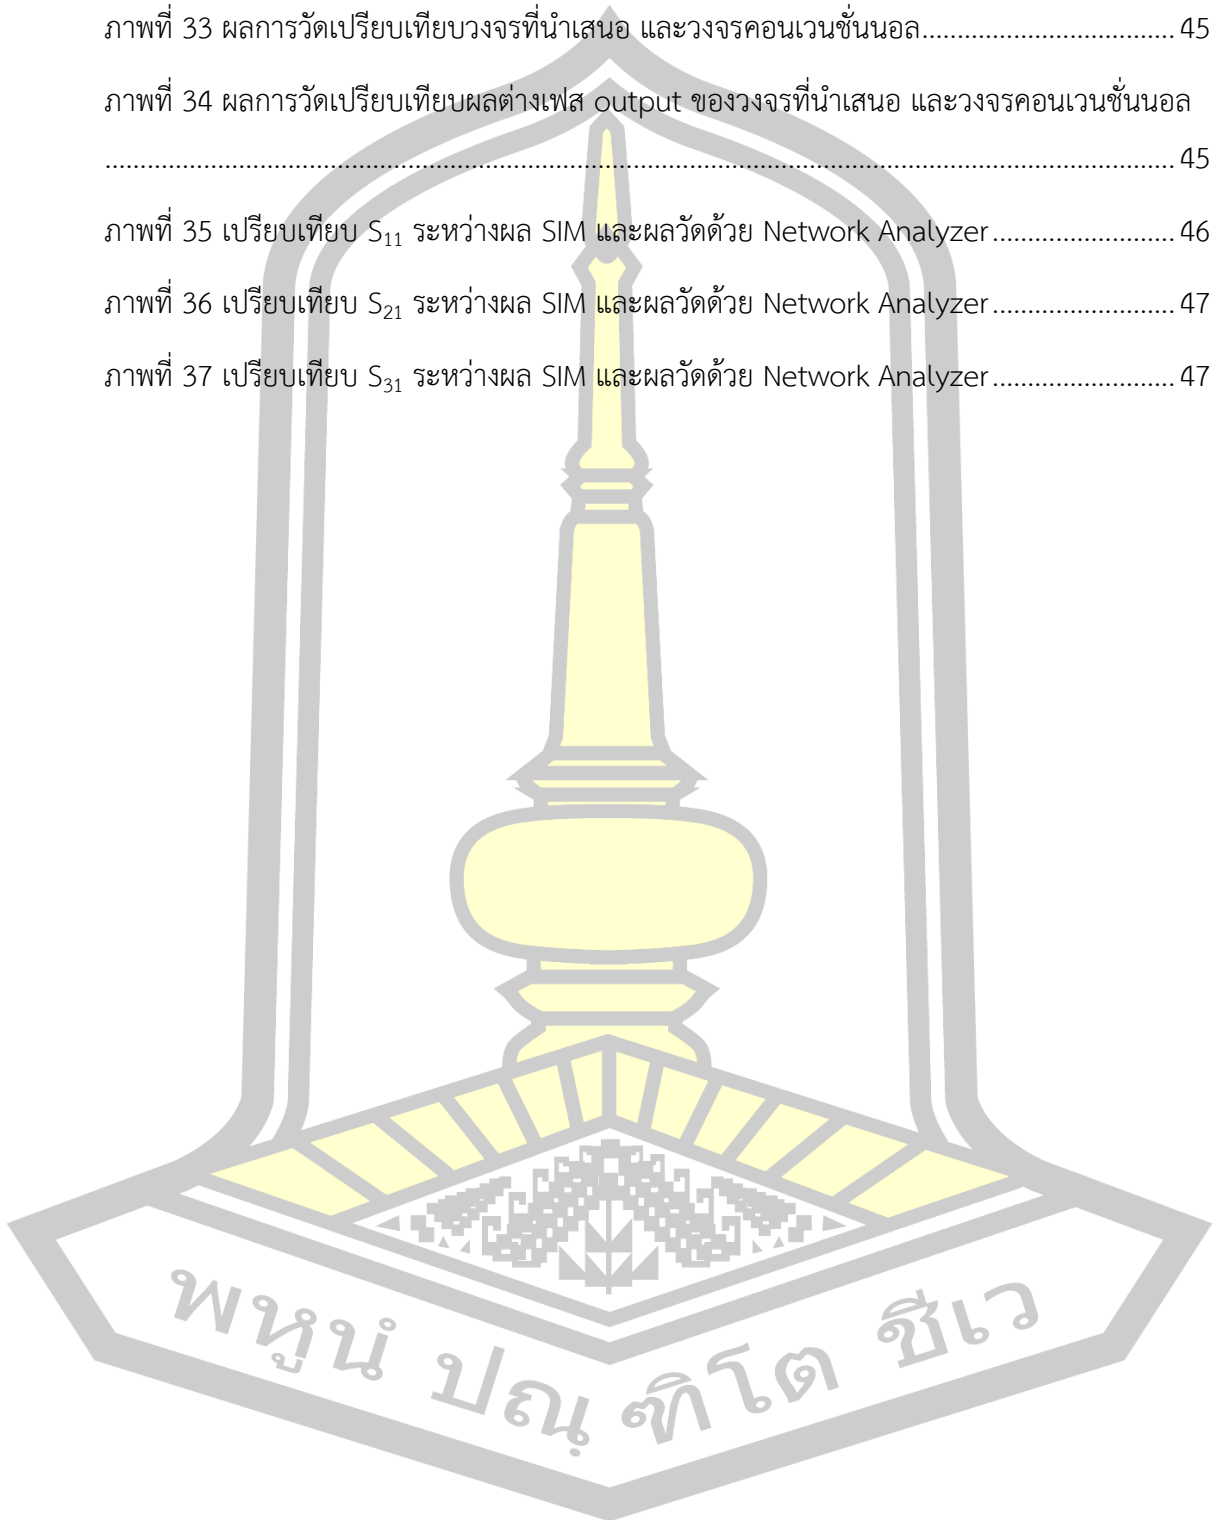 ภาพที่ 33 ผลการวัดเปรียบเทียบวงจรที่นำเสนอ และวงจรคอนเวนชั่นนอล.................................... 45
ภาพที่ 34 ผลการวัดเปรียบเทียบผลต่างเฟส output ของวงจรที่นำเสนอ และวงจรคอนเวนชั่นนอล
......................................................................................................................................................... 45
ภาพที่ 35 เปรียบเทียบ S₁₁ ระหว่างผล SIM และผลวัดด้วย Network Analyzer.......................... 46
ภาพที่ 36 เปรียบเทียบ S₂₁ ระหว่างผล SIM และผลวัดด้วย Network Analyzer.......................... 47
ภาพที่ 37 เปรียบเทียบ S₃₁ ระหว่างผล SIM และผลวัดด้วย Network Analyzer.......................... 47
พหูนํ ปณฺ ฑิโต ชีเว